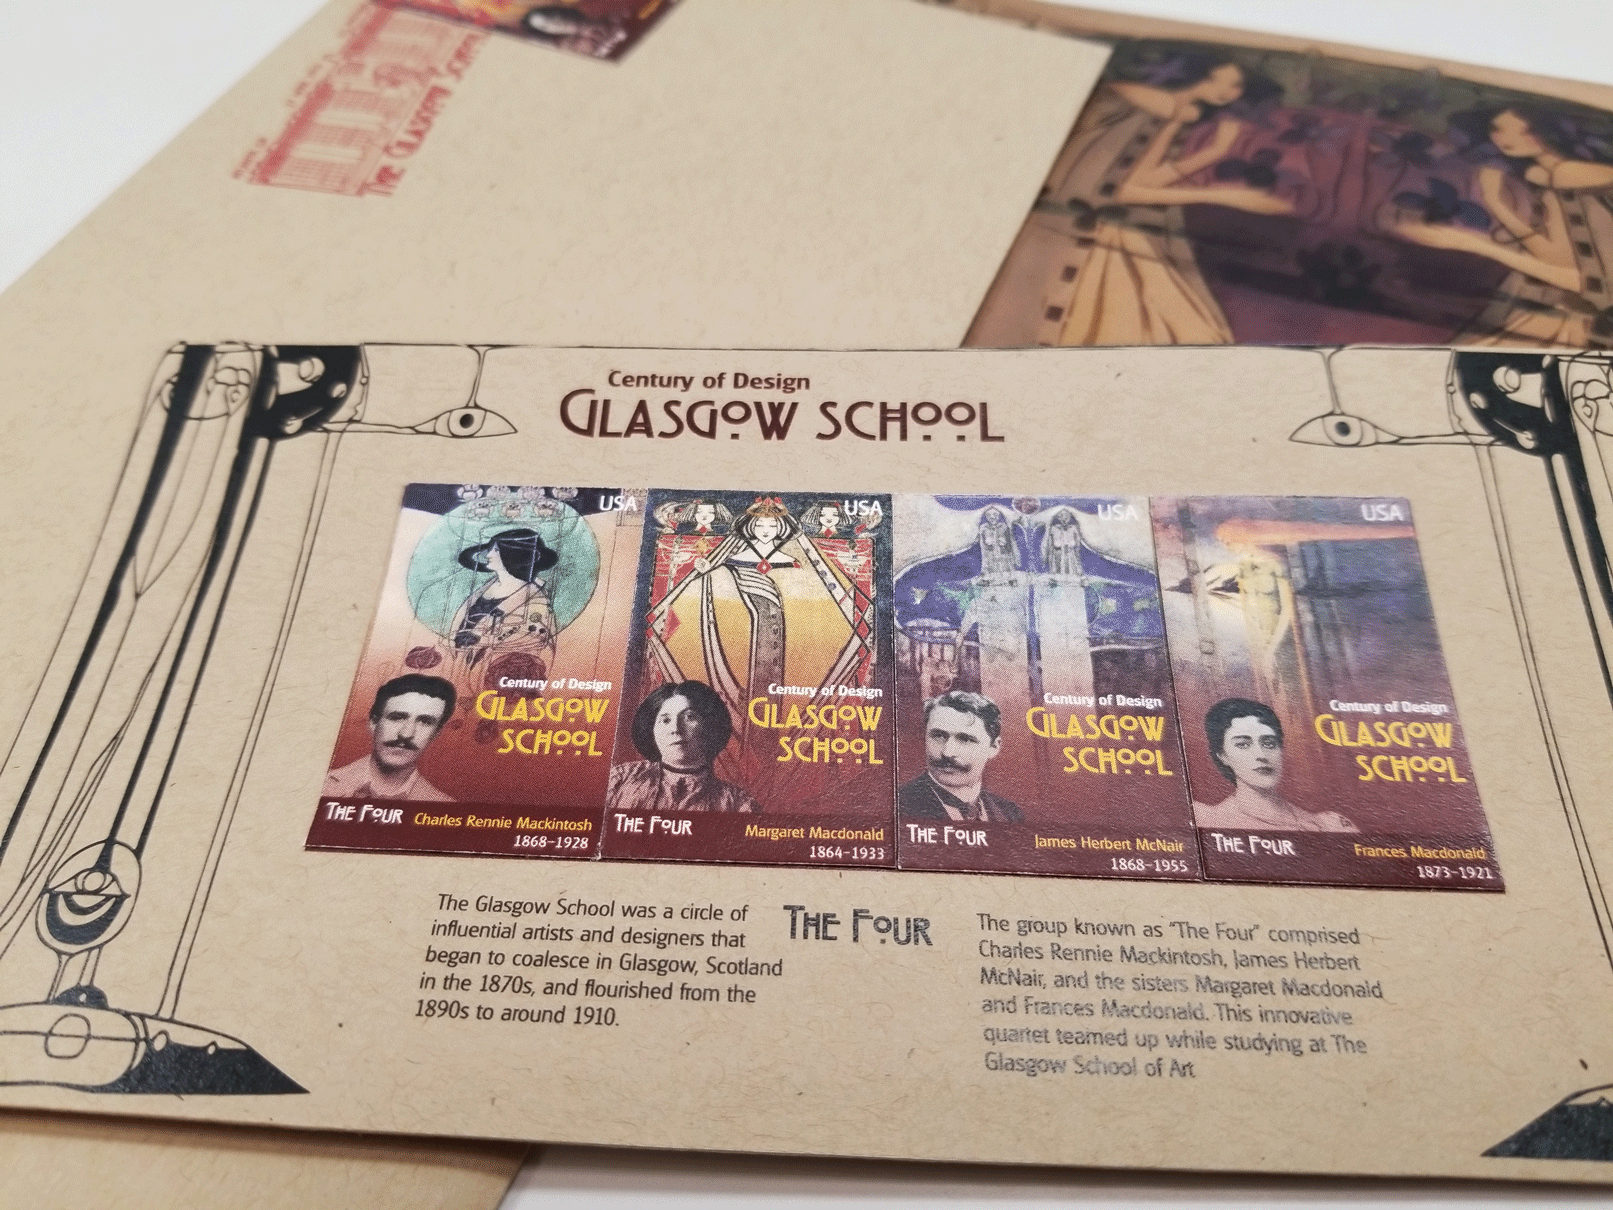 The Glasgow School
Century of Design
Glasgow School
USA
Century of Design
Glasgow
School
The Four
Charles Rennie Mackintosh
1868–1928
USA
Century of Design
Glasgow
School
The Four
Margaret Macdonald
1864–1933
USA
Century of Design
Glasgow
School
The Four
James Herbert McNair
1868–1955
USA
Century of Design
Glasgow
School
The Four
Frances Macdonald
1873–1921
The Glasgow School was a circle of
influential artists and designers that
began to coalesce in Glasgow, Scotland
in the 1870s, and flourished from the
1890s to around 1910.
The Four
The group known as “The Four” comprised
Charles Rennie Mackintosh, James Herbert
McNair, and the sisters Margaret Macdonald
and Frances Macdonald. This innovative
quartet teamed up while studying at The
Glasgow School of Art